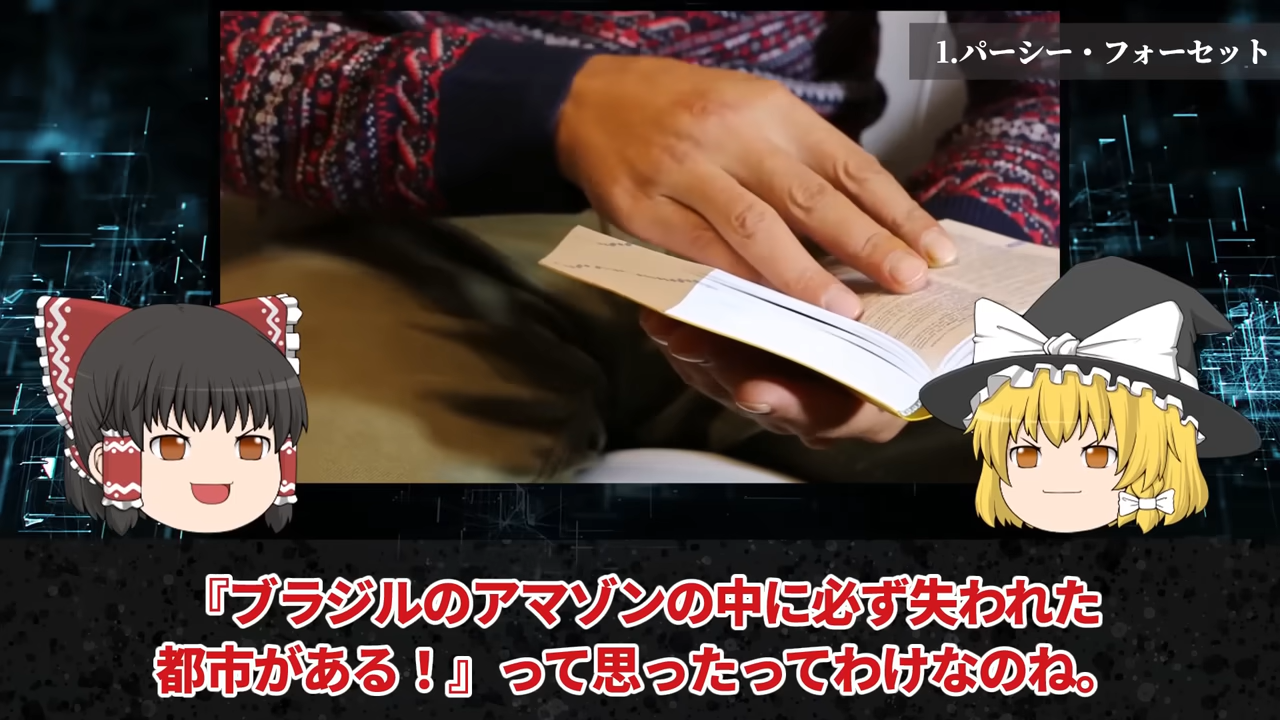 1.パーシー・フォーセット
『ブラジルのアマゾンの中に必ず失われた
都市がある！』って思ったってわけなのね。